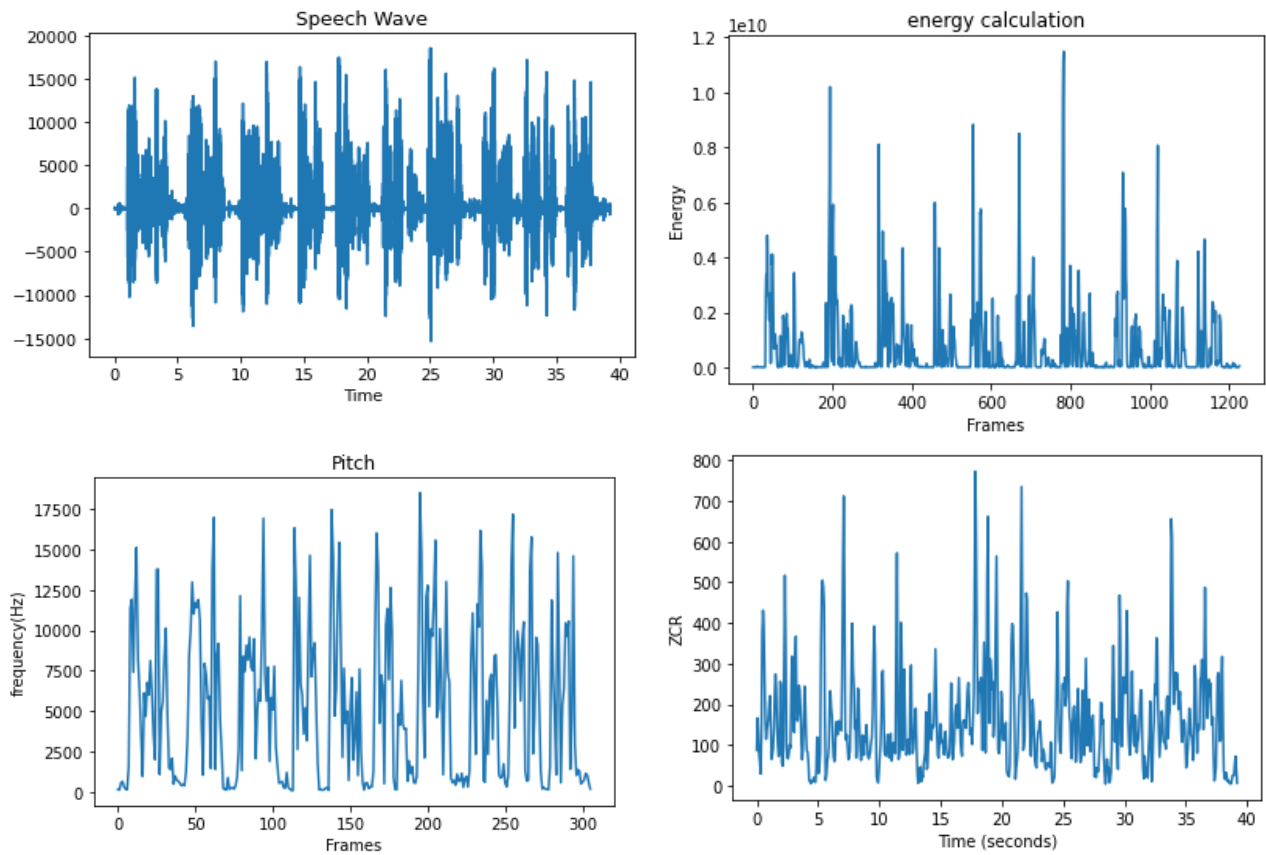 Speech Wave
20000
15000
10000
5000
0
−5000
−10000
−15000
0 5 10 15 20 25 30 35 40
Time
energy calculation
1e10
1.2
1.0
0.8
0.6
0.4
0.2
0.0
Energy
0 200 400 600 800 1000 1200
Frames
Pitch
17500
15000
12500
10000
7500
5000
2500
0
frequency(Hz)
0 50 100 150 200 250 300
Frames
800
700
600
500
400
300
200
100
0
ZCR
0 5 10 15 20 25 30 35 40
Time (seconds)